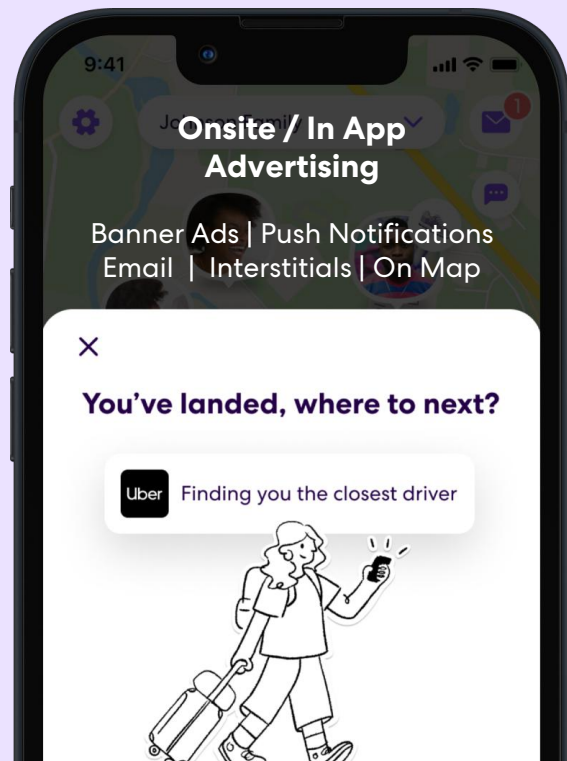 9:41
1
Onsite / In App
Advertising
Banner Ads | Push Notifications
Email | Interstitials | On Map
You've landed, where to next?
Uber Finding you the closest driver